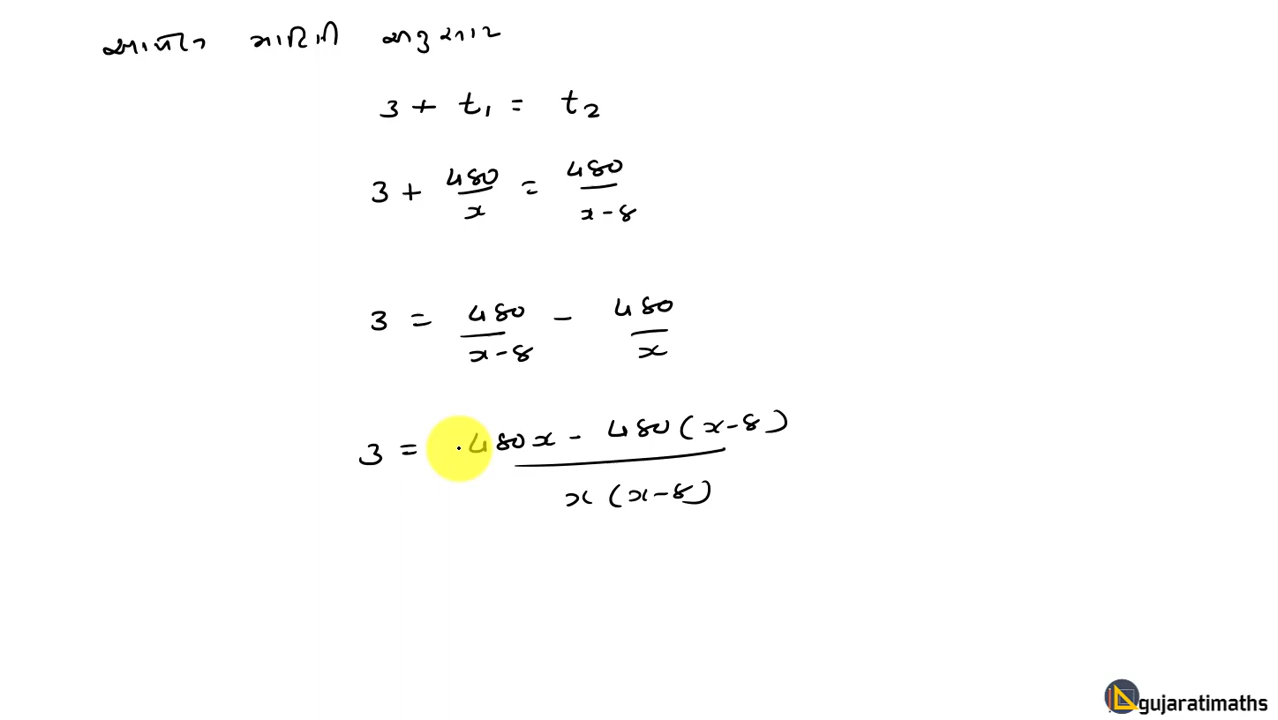 આપેલ માહિતી અનુસાર
3 + t₁ = t₂
3 + 480/x = 480/(x-8)
3 = 480/(x-8) - 480/x
3 = (480x - 480(x-8))/(x(x-8))
gujaratimaths